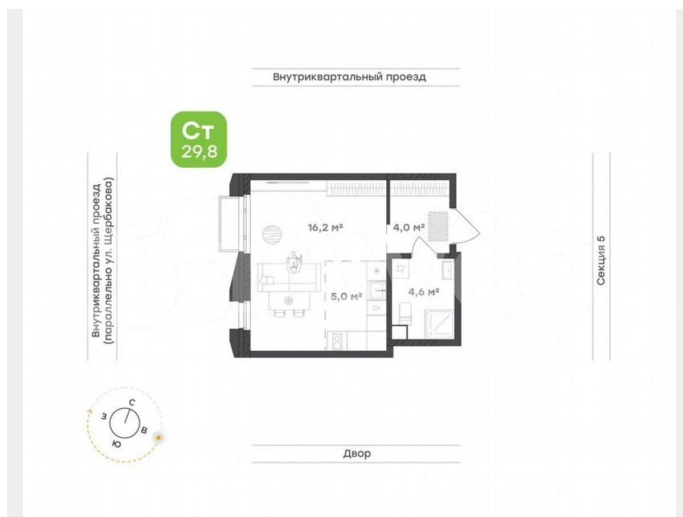 Внутриквартальный проезд
Ст
29,8
Внутриквартальный проезд
(параллельно ул. Щербакова)
16,2 м²
4,0 м²
5,0 м²
4,6 м²
Секция 5
С
З
В
Ю
Двор